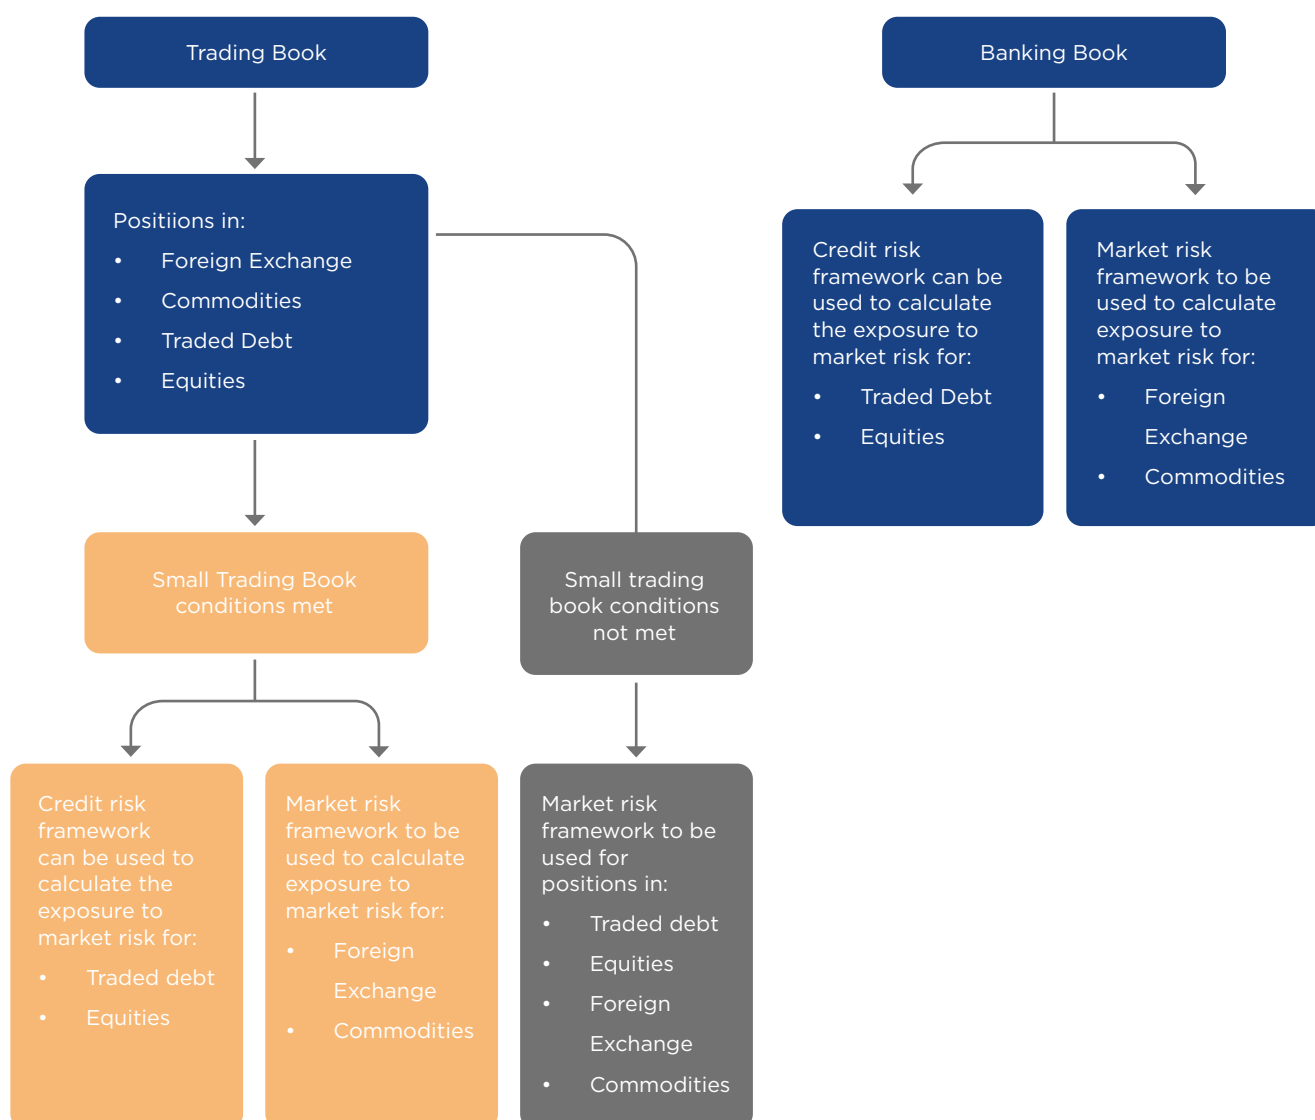 Trading Book
Banking Book
Positiions in:
• Foreign Exchange
• Commodities
• Traded Debt
• Equities
Credit risk
framework can be
used to calculate
the exposure to
market risk for:
• Traded Debt
• Equities
Market risk
framework to be
used to calculate
exposure to
market risk for:
• Foreign
Exchange
• Commodities
Small Trading Book
conditions met
Small trading
book conditions
not met
Credit risk
framework
can be used to
calculate the
exposure to
market risk for:
• Traded debt
• Equities
Market risk
framework to be
used to calculate
exposure to
market risk for:
• Foreign
Exchange
• Commodities
Market risk
framework to be
used for
positions in:
• Traded debt
• Equities
• Foreign
Exchange
• Commodities